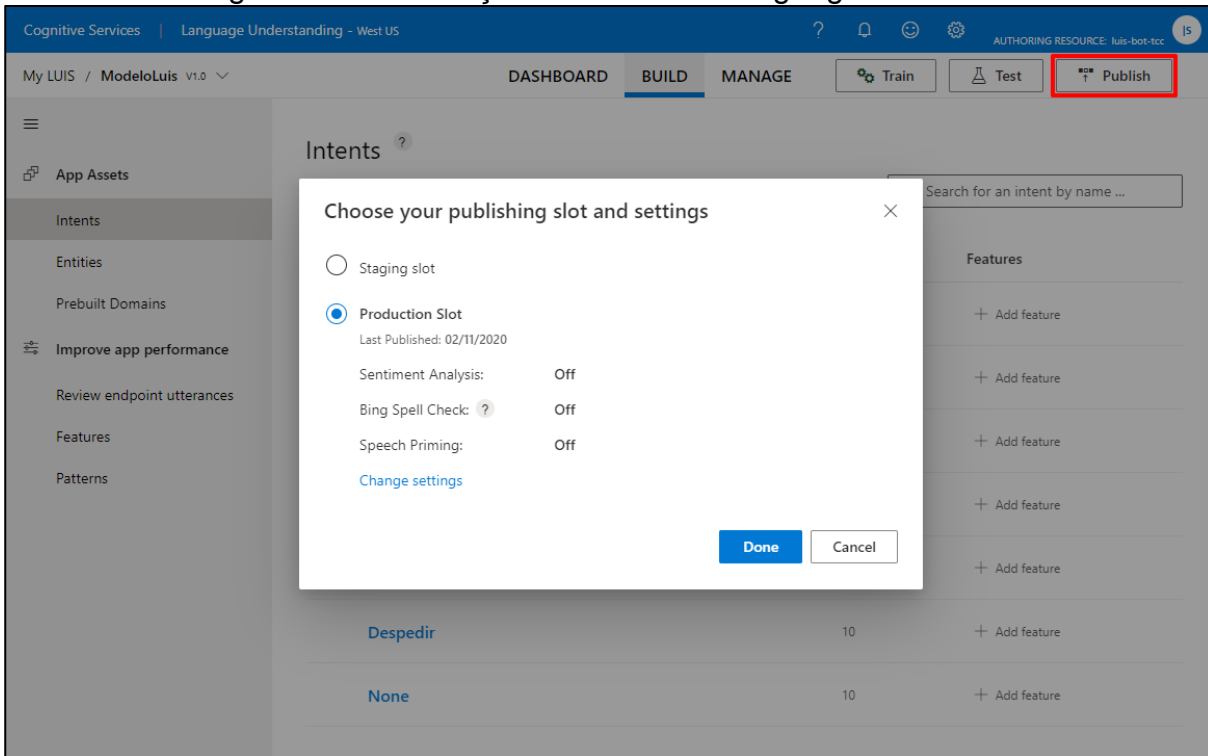 Cognitive Services | Language Understanding - West US ? AUTHORING RESOURCE: luis-bot-tcc JS
My LUIS / ModeloLuis V1.0 DASHBOARD BUILD MANAGE Train Test Publish
Intents ?
App Assets
Search for an intent by name ...
Choose your publishing slot and settings
Intents
Entities
Staging slot
Features
Prebuilt Domains
Production Slot
+ Add feature
Last Published: 02/11/2020
Improve app performance
Sentiment Analysis: Off
+ Add feature
Review endpoint utterances
Bing Spell Check: ? Off
Features
Speech Priming: Off
+ Add feature
Patterns
Change settings
+ Add feature
Done Cancel
+ Add feature
Despedir 10 + Add feature
None 10 + Add feature